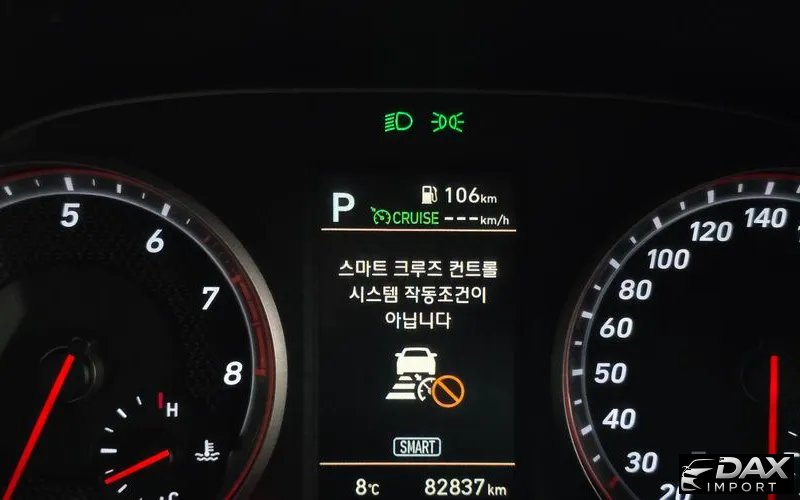 P
106km
CRUISE ---km/h
스마트 크루즈 컨트롤
시스템 작동조건이
아닙니다
SMART
8°C
82837km
5
6
7
8
H
C
20
30
40
50
60
80
100
120
140
DAX
IMPORT